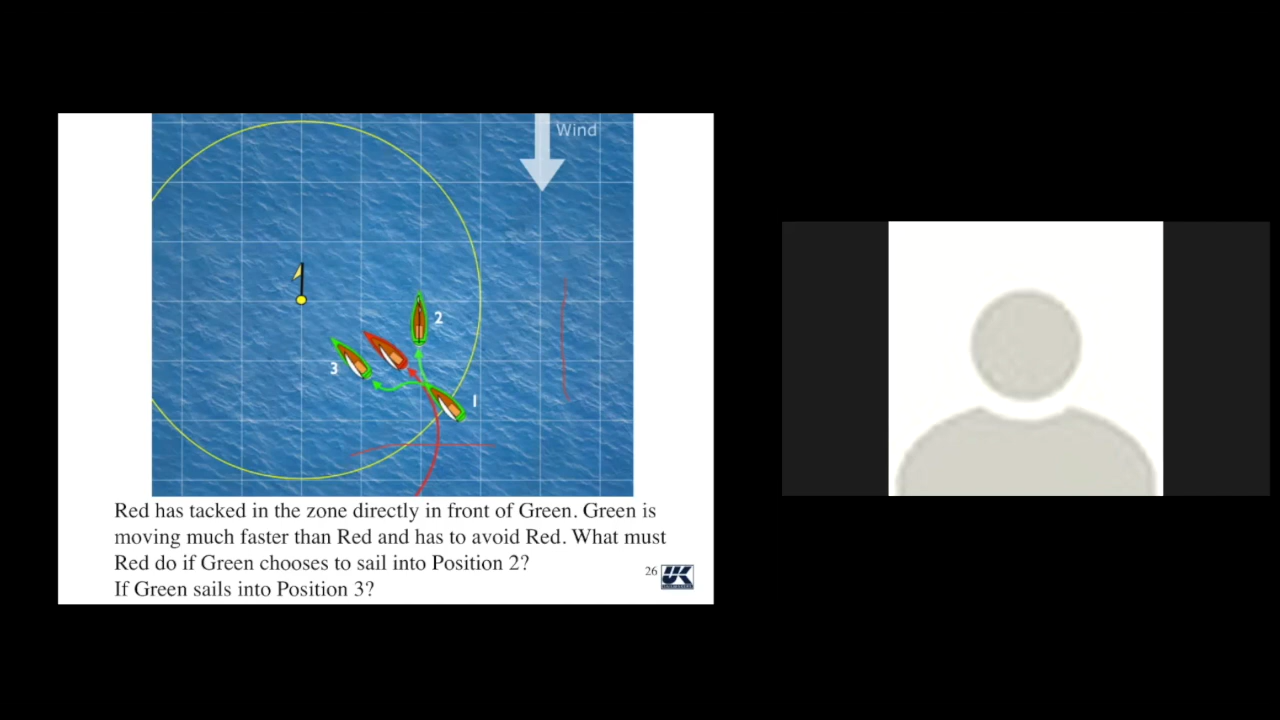 Wind
2
3
1
Red has tacked in the zone directly in front of Green. Green is
moving much faster than Red and has to avoid Red. What must
Red do if Green chooses to sail into Position 2?
If Green sails into Position 3?
26
UK